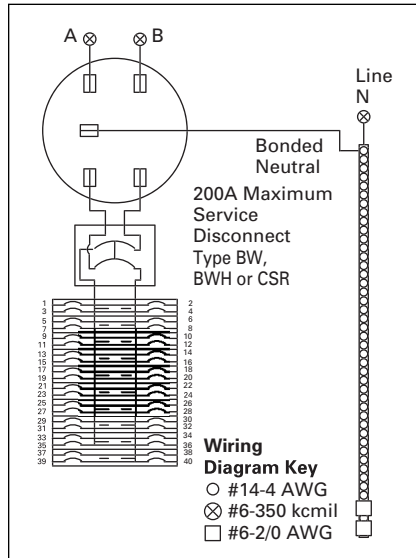 A
B
Line
N
Bonded
Neutral
200A Maximum
Service
Disconnect
Type BW,
BWH or CSR
1 2
3 4
5 6
7 8
9 10
11 12
13 14
15 16
17 18
19 20
21 22
23 24
25 26
27 28
29 30
31 32
33 34
35 36
37 38
39 40
Wiring
Diagram Key
#14-4 AWG
#6-350 kcmil
#6-2/0 AWG